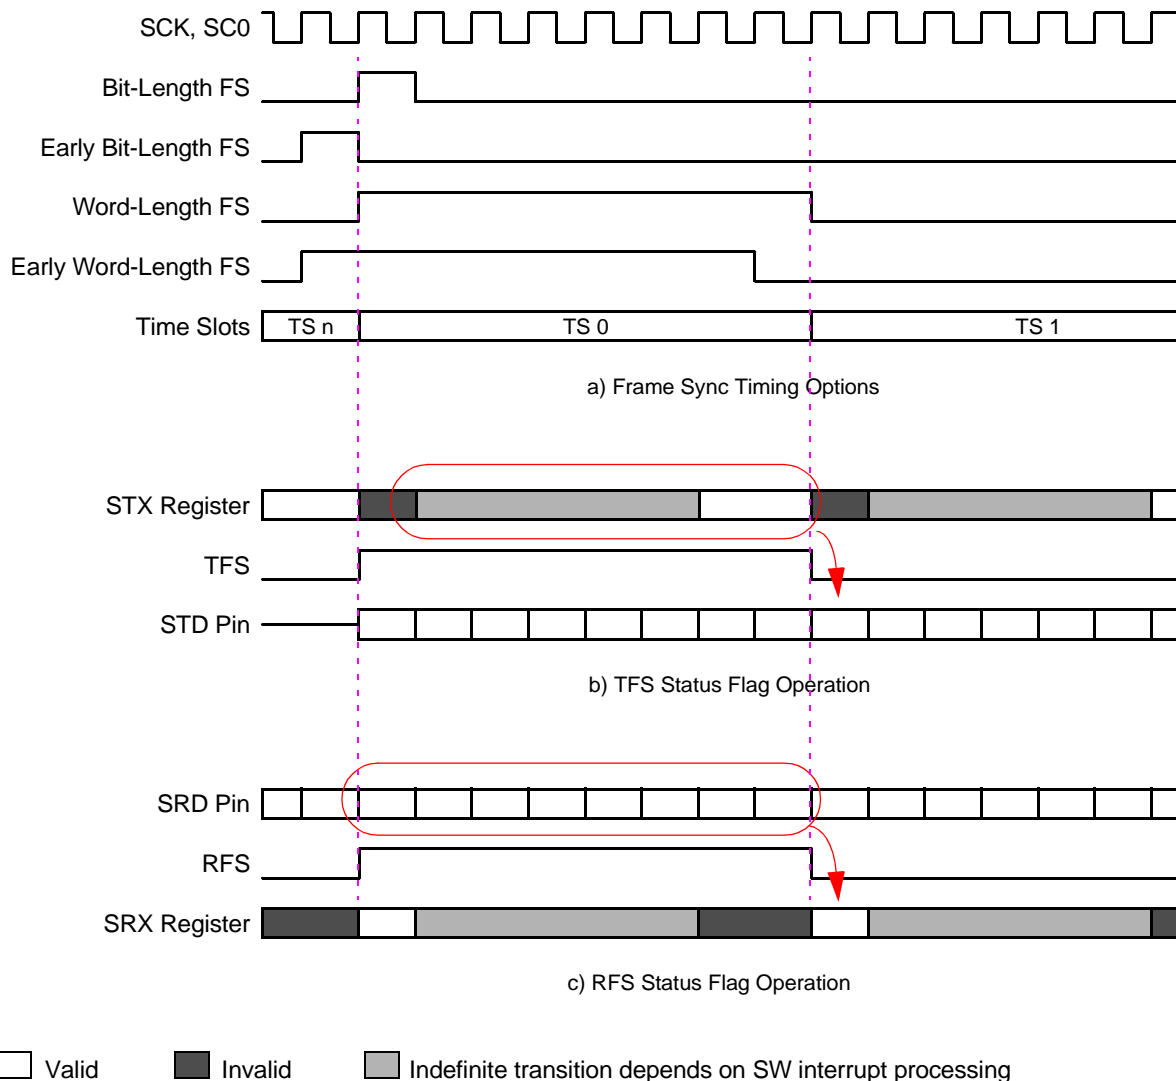 SCK, SC0
Bit-Length FS
Early Bit-Length FS
Word-Length FS
Early Word-Length FS
Time Slots TS n TS 0 TS 1
a) Frame Sync Timing Options
STX Register
TFS
STD Pin
b) TFS Status Flag Operation
SRD Pin
RFS
SRX Register
c) RFS Status Flag Operation
Valid Invalid Indefinite transition depends on SW interrupt processing